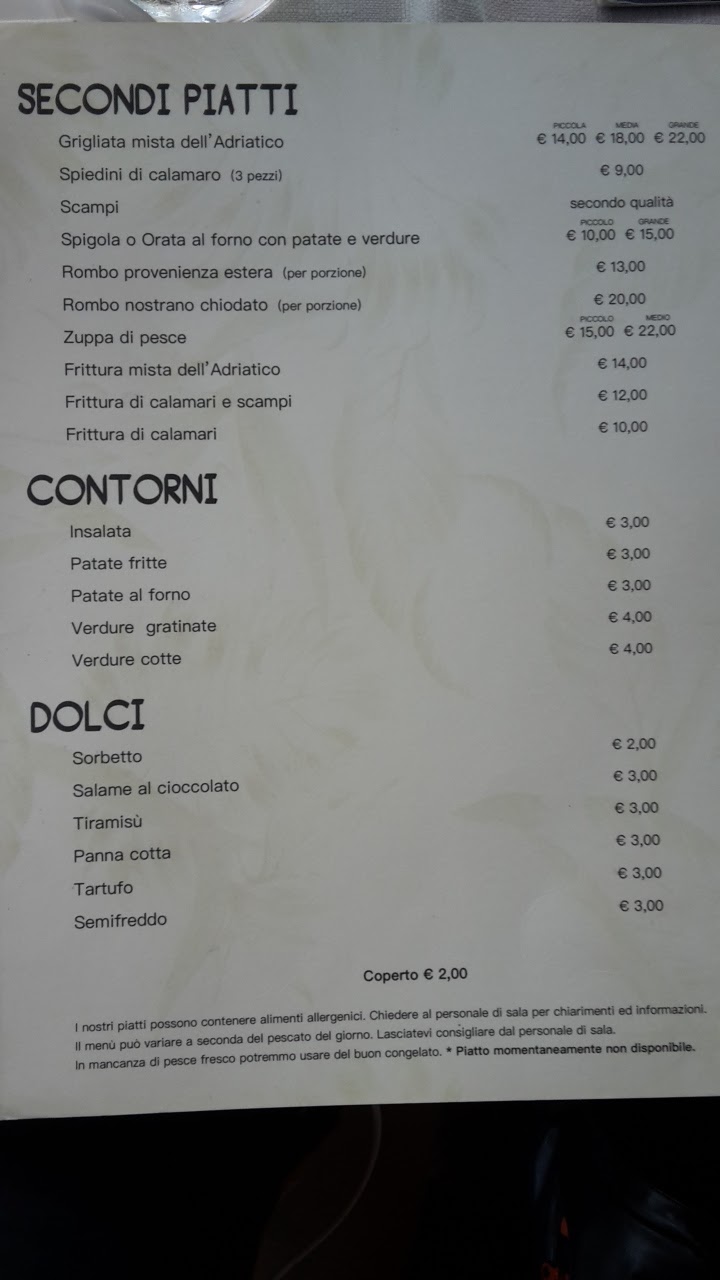 SECONDI PIATTI
PICCOLA MEDIA GRANDE
Grigliata mista dell'Adriatico € 14,00 € 18,00 € 22,00
Spiedini di calamaro (3 pezzi) € 9,00
Scampi secondo qualità
PICCOLO GRANDE
Spigola o Orata al forno con patate e verdure € 10,00 € 15,00
Rombo provenienza estera (per porzione) € 13,00
Rombo nostrano chiodato (per porzione) € 20,00
PICCOLO MEDIO
Zuppa di pesce € 15,00 € 22,00
Frittura mista dell'Adriatico € 14,00
Frittura di calamari e scampi € 12,00
Frittura di calamari € 10,00
CONTORNI
Insalata € 3,00
Patate fritte € 3,00
Patate al forno € 3,00
Verdure gratinate € 4,00
Verdure cotte € 4,00
DOLCI
Sorbetto € 2,00
Salame al cioccolato € 3,00
Tiramisù € 3,00
Panna cotta € 3,00
Tartufo € 3,00
Semifreddo € 3,00
Coperto € 2,00
I nostri piatti possono contenere alimenti allergenici. Chiedere al personale di sala per chiarimenti ed informazioni.
Il menù può variare a seconda del pescato del giorno. Lasciatevi consigliare dal personale di sala.
In mancanza di pesce fresco potremmo usare del buon congelato. * Piatto momentaneamente non disponibile.